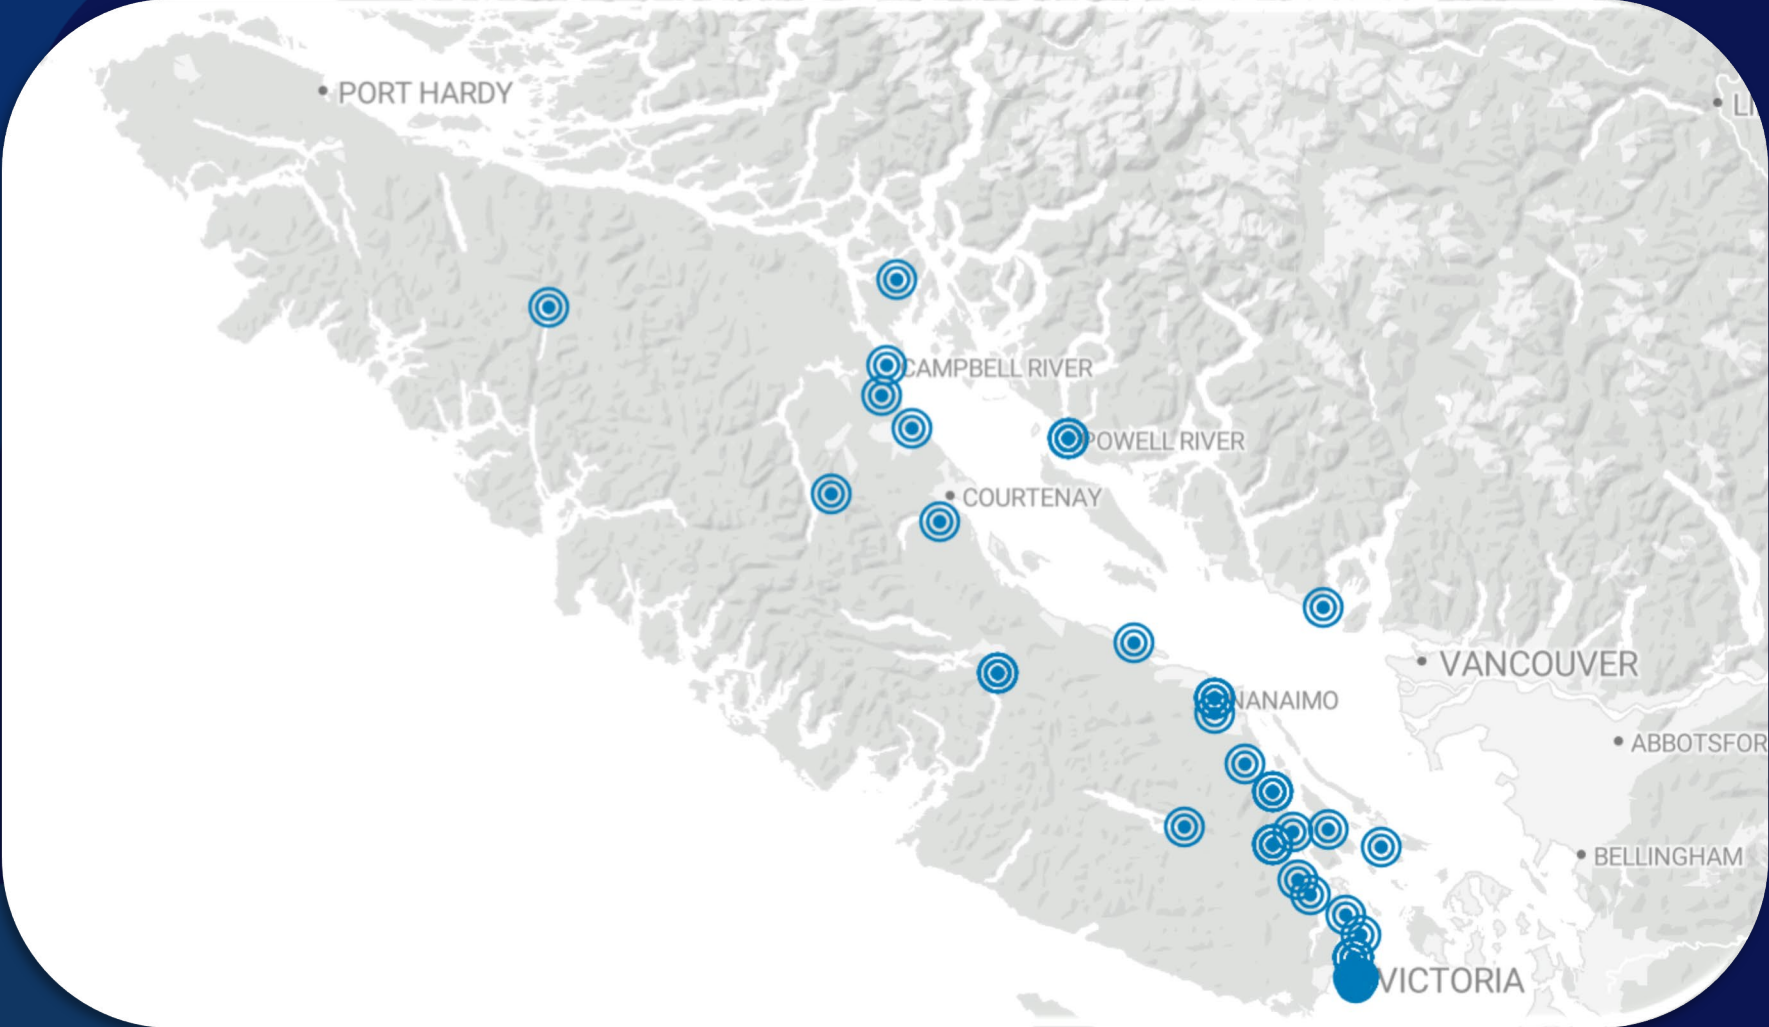 PORT HARDY
CAMPBELL RIVER
POWELL RIVER
COURTENAY
VANCOUVER
NANAIMO
ABBOTSFOR
BELLINGHAM
VICTORIA